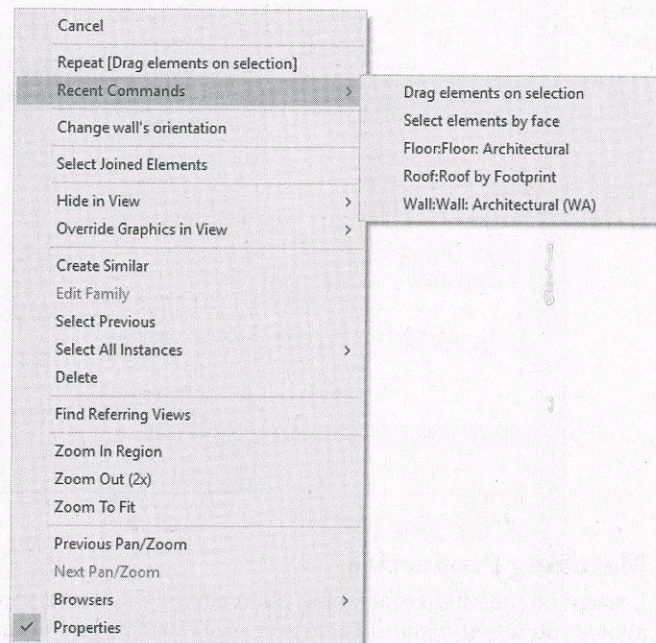 Cancel
Repeat [Drag elements on selection]
Recent Commands
Drag elements on selection
Select elements by face
Floor:Floor: Architectural
Roof:Roof by Footprint
Wall:Wall: Architectural (WA)
Change wall's orientation
Select Joined Elements
Hide in View
Override Graphics in View
Create Similar
Edit Family
Select Previous
Select All Instances
Delete
Find Referring Views
Zoom In Region
Zoom Out (2x)
Zoom To Fit
Previous Pan/Zoom
Next Pan/Zoom
Browsers
Properties